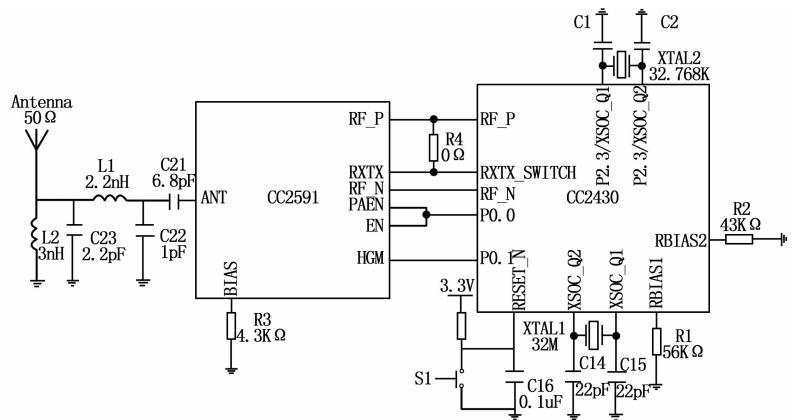 C1
C2
XTAL2
32.768K
Antenna
50Ω
L1
2.2nH
C21
6.8pF
ANT
L2
3nH
C23
2.2pF
C22
1pF
CC2591
RF_P
RXTX
RF_N
PAEN
EN
HGM
BIAS
R3
4.3KΩ
R4
0Ω
RF_P
RXTX_SWITCH
RF_N
P0.0
P0.1
CC2430
P2.3/XSOC_Q1
P2.3/XSOC_Q2
RBIAS2
R2
43KΩ
RESET_N
XSOC_Q2
XSOC_Q1
RBIAS1
3.3V
XTAL1
32M
S1
C16
0.1uF
C14
22pF
C15
22pF
R1
56KΩ